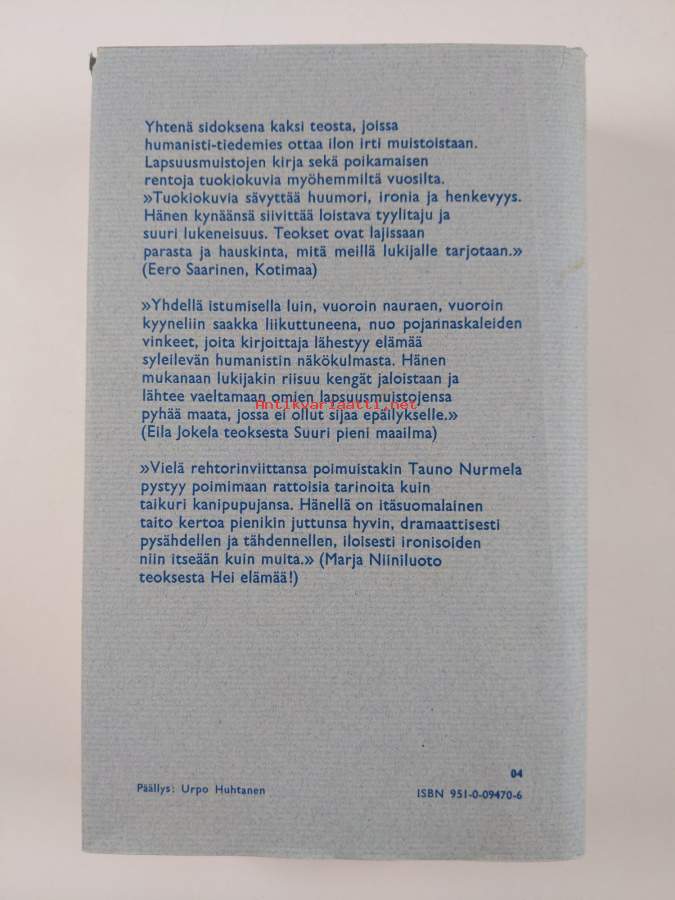 Yhtenä sidoksena kaksi teosta, joissa
humanisti-tiedemies ottaa ilon irti muistoistaan.
Lapsuusmuistojen kirja sekä poikamaisen
rentoja tuokiokuvia myöhemmiltä vuosilta.
»Tuokiokuvia sävyttää huumori, ironia ja henkevyys.
Hänen kynäänsä siivittää loistava tyylitaju ja
suuri lukeneisuus. Teokset ovat lajissaan
parasta ja hauskinta, mitä meillä lukijalle tarjotaan.»
(Eero Saarinen, Kotimaa)
»Yhdellä istumisella luin, vuoroin nauraen, vuoroin
kyyneliin saakka liikuttuneena, nuo pojannaskaleiden
vinkeet, joita kirjoittaja lähestyy elämää
syleilevän humanistin näkökulmasta. Hänen
mukanaan lukijakin riisuu kengät jaloistaan ja
lähtee vaeltamaan omien lapsuusmuistojensa
Antikvariaatti.net
pyhää maata, jossa ei ollut sijaa epäilykselle.»
(Eila Jokela teoksesta Suuri pieni maailma)
»Vielä rehtorinviittansa poimuistakin Tauno Nurmela
pystyy poimimaan rattoisia tarinoita kuin
taikuri kanipupujansa. Hänellä on itäsuomalainen
taito kertoa pienikin juttunsa hyvin, dramaattisesti
pysähdellen ja tähdennellen, iloisesti ironisoiden
niin itseään kuin muita.» (Marja Niiniluoto
teoksesta Hei elämää!)
04
Päällys: Urpo Huhtanen
ISBN 951-0-09470-6